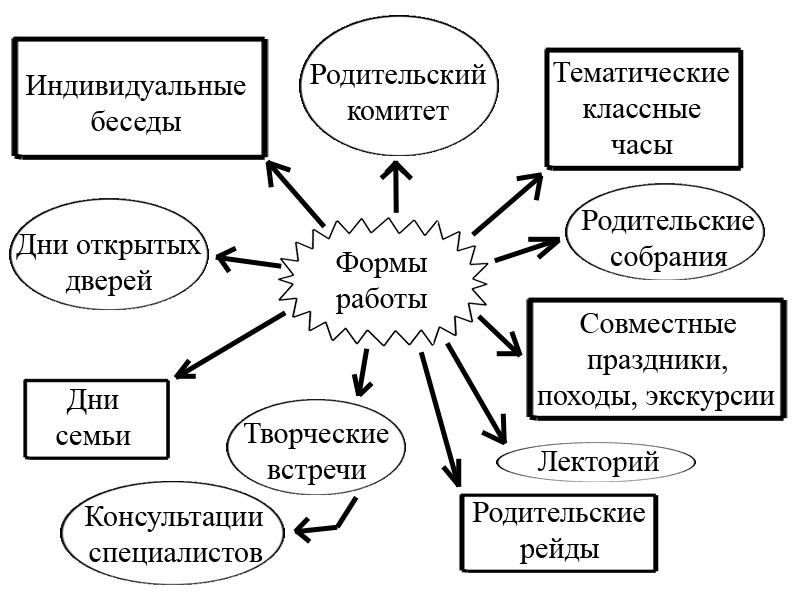 Индивидуальные
беседы
Родительский
комитет
Тематические
классные
часы
Дни открытых
дверей
Формы
работы
Родительские
собрания
Совместные
праздники,
походы, экскурсии
Дни
семьи
Творческие
встречи
Лекторий
Консультации
специалистов
Родительские
рейды